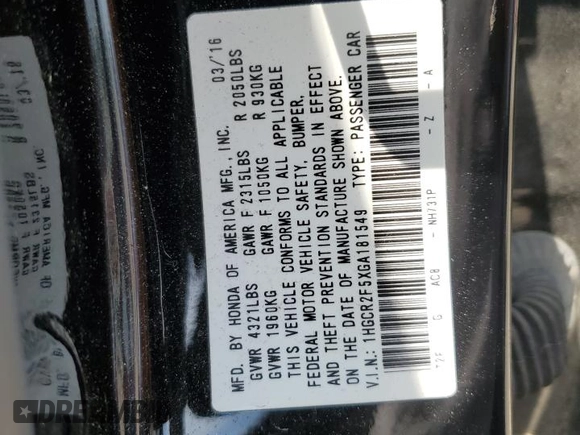 MFD. BY HONDA OF AMERICA MFG., INC. 03/16
GVWR 4321LBS GAWR F 2315LBS R 2050LBS
GVWR 1960KG GAWR F 1050KG R 930KG
THIS VEHICLE CONFORMS TO ALL APPLICABLE
FEDERAL MOTOR VEHICLE SAFETY, BUMPER,
AND THEFT PREVENTION STANDARDS IN EFFECT
ON THE DATE OF MANUFACTURE SHOWN ABOVE.
V.I.N.: 1HGCR2F5XGA181549 TYPE: PASSENGER CAR
*2F G AC8 - NH731P - Z - A